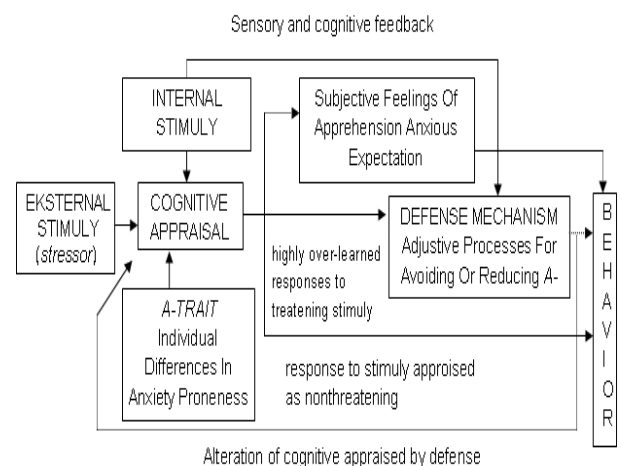 Sensory and cognitive feedback
INTERNAL
STIMULY
Subjective Feelings Of
Apprehension Anxious
Expectation
EKSTERNAL
STIMULY
(stressor)
COGNITIVE
APPRAISAL
DEFENSE MECHANISM
Adjustive Processes For
Avoiding Or Reducing A-
BEHAVIOR
highly over-learned
responses to
treatening stimuly
A-TRAIT
Individual
Differences In
Anxiety Proneness
response to stimuly approised
as nonthreatening
Alteration of cognitive appraised by defense